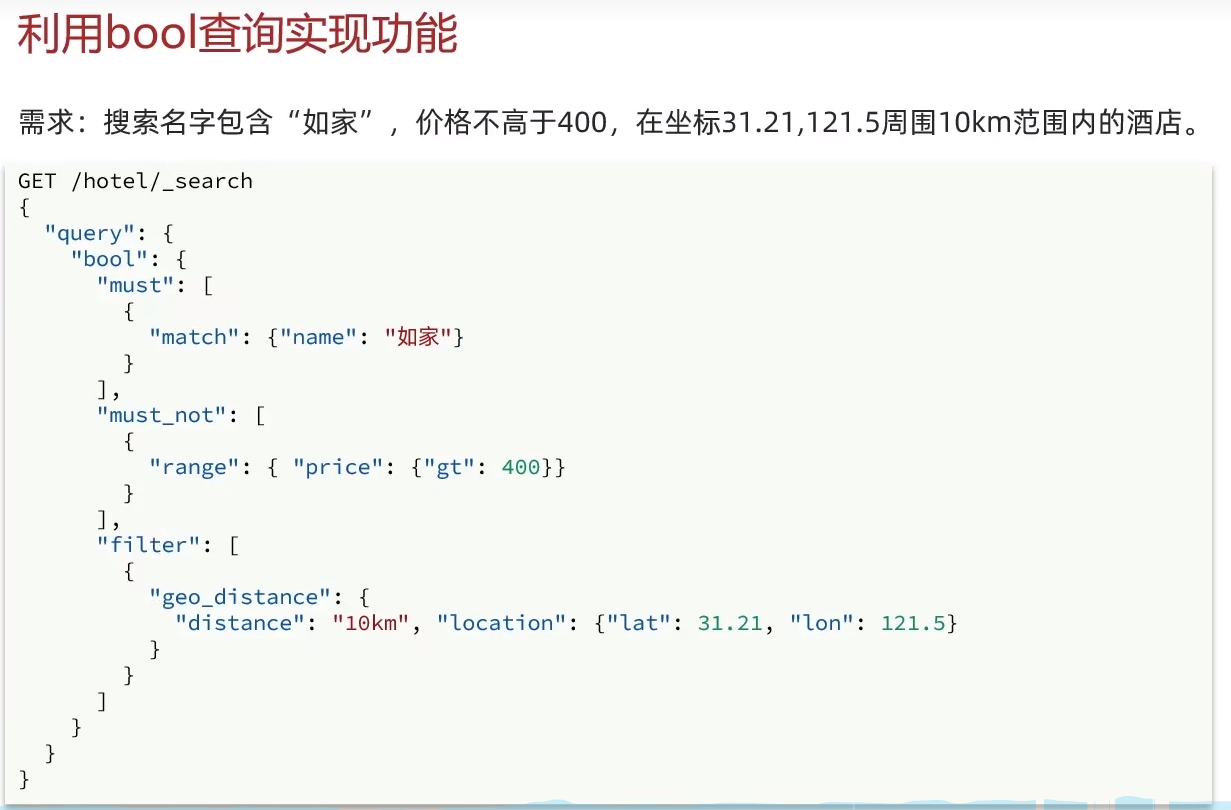 利用bool查询实现功能
需求：搜索名字包含“如家”，价格不高于400，在坐标31.21,121.5周围10km范围内的酒店。
GET /hotel/_search
{
  "query": {
    "bool": {
      "must": [
        {
          "match": {"name": "如家"}
        }
      ],
      "must_not": [
        {
          "range": { "price": {"gt": 400}}
        }
      ],
      "filter": [
        {
          "geo_distance": {
            "distance": "10km", "location": {"lat": 31.21, "lon": 121.5}
          }
        }
      ]
    }
  }
}